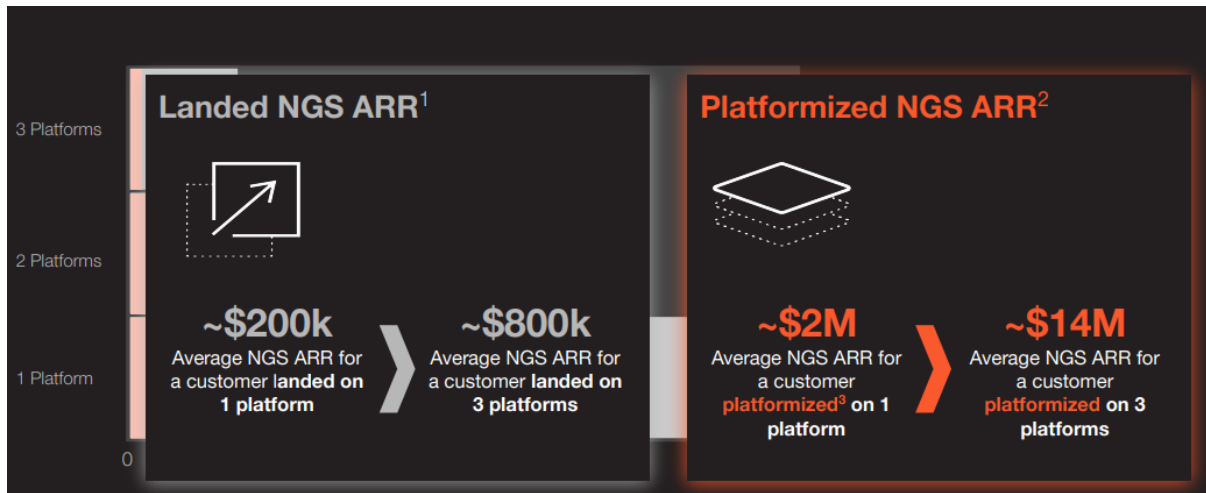 3 Platforms
2 Platforms
1 Platform
0
Landed NGS ARR1
~$200k
Average NGS ARR for
a customer landed on
1 platform
~$800k
Average NGS ARR for
a customer landed on
3 platforms
Platformized NGS ARR2
~$2M
Average NGS ARR for
a customer
platformized3 on 1
platform
~$14M
Average NGS ARR for
a customer
platformized on 3
platforms